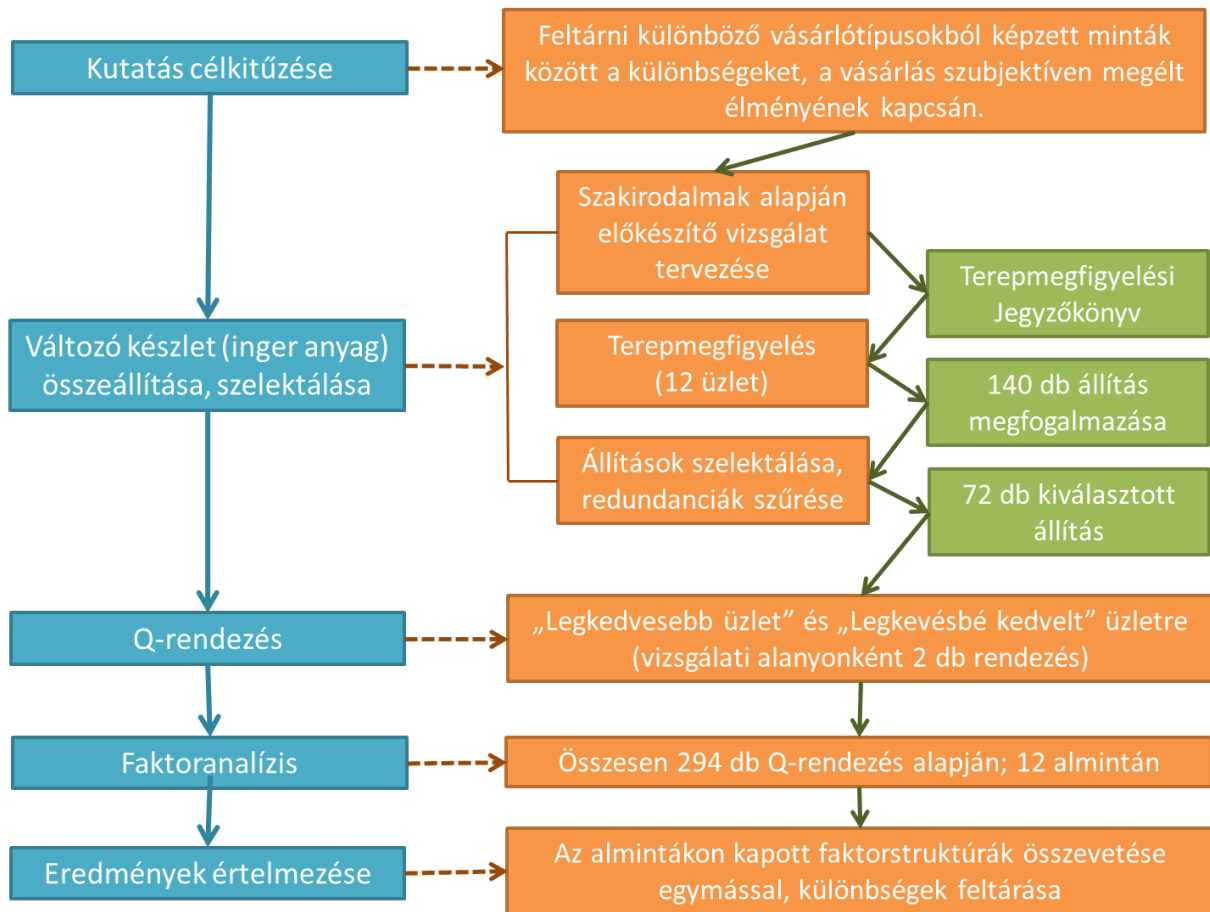 Kutatás célkitűzése
Feltárni különböző vásárlótípusokból képzett minták
között a különbségeket, a vásárlás szubjektíven megélt
élményének kapcsán.
Szakirodalmak alapján
előkészítő vizsgálat
tervezése
Terepmegfigyelési
Jegyzőkönyv
Változó készlet (inger anyag)
összeállítása, szelektálása
Terepmegfigyelés
(12 üzlet)
140 db állítás
megfogalmazása
Állítások szelektálása,
redundanciák szűrése
72 db kiválasztott
állítás
Q-rendezés
„Legkedvesebb üzlet” és „Legkevésbé kedvelt” üzletre
(vizsgálati alanyonként 2 db rendezés)
Faktoranalízis
Összesen 294 db Q-rendezés alapján; 12 almintán
Eredmények értelmezése
Az almintákon kapott faktorstruktúrák összevetése
egymással, különbségek feltárása